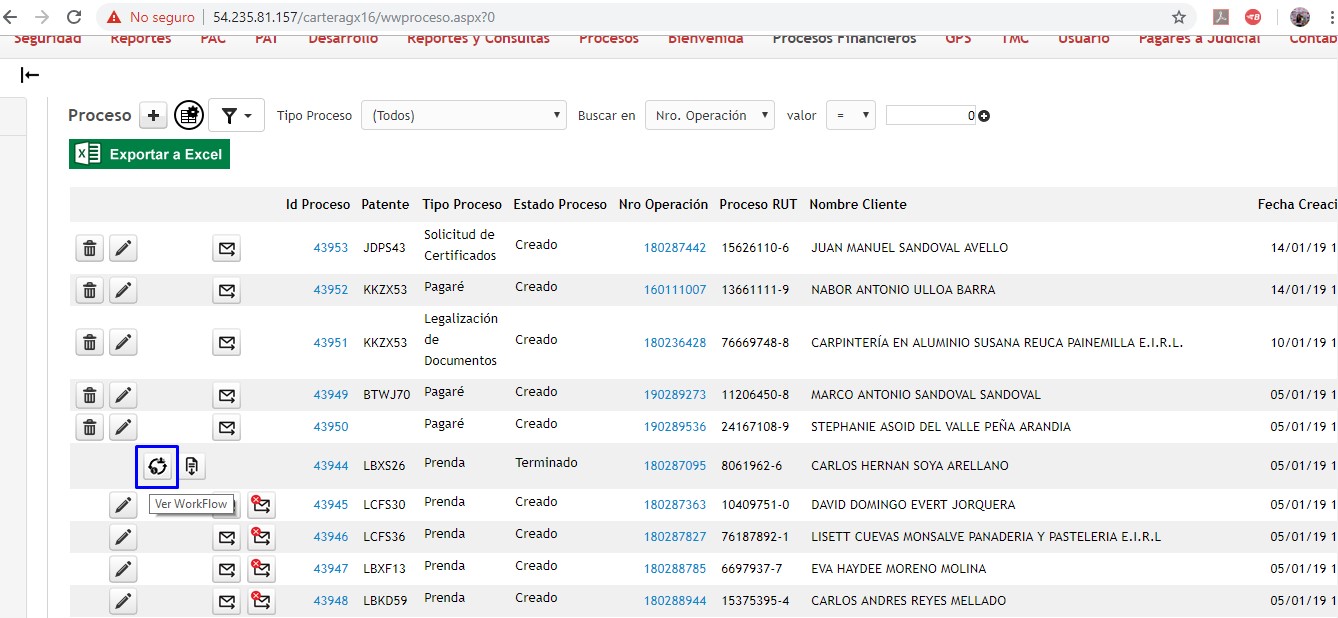 No seguro | 54.235.81.157/carteragx16/wwproceso.aspx?0
Seguridad Reportes PAC PAT Desarrollo Reportes y Consultas Procesos Bienvenida Procesos Financieros GPS TMC Usuario Pagarés a Judicial Contab
Proceso Tipo Proceso (Todos) Buscar en Nro. Operación valor = 0
Exportar a Excel
Id Proceso Patente Tipo Proceso Estado Proceso Nro Operación Proceso RUT Nombre Cliente Fecha Creaci
43953 JDPS43 Solicitud de Certificados Creado 180287442 15626110-6 JUAN MANUEL SANDOVAL AVELLO 14/01/19 1
43952 KKZX53 Pagaré Creado 160111007 13661111-9 NABOR ANTONIO ULLOA BARRA 14/01/19 1
43951 KKZX53 Legalización de Documentos Creado 180236428 76669748-8 CARPINTERÍA EN ALUMINIO SUSANA REUCA PAINEMILLA E.I.R.L. 10/01/19 1
43949 BTWJ70 Pagaré Creado 190289273 11206450-8 MARCO ANTONIO SANDOVAL SANDOVAL 05/01/19 1
43950 Pagaré Creado 190289536 24167108-9 STEPHANIE ASOID DEL VALLE PEÑA ARANDIA 05/01/19 1
43944 LBXS26 Prenda Terminado 180287095 8061962-6 CARLOS HERNAN SOYA ARELLANO 05/01/19 1
Ver WorkFlow
43945 LCFS30 Prenda Creado 180287363 10409751-0 DAVID DOMINGO EVERT JORQUERA 05/01/19 1
43946 LCFS36 Prenda Creado 180287827 76187892-1 LISETT CUEVAS MONSALVE PANADERIA Y PASTELERIA E.I.R.L 05/01/19 1
43947 LBXF13 Prenda Creado 180288785 6697937-7 EVA HAYDEE MORENO MOLINA 05/01/19 1
43948 LBKD59 Prenda Creado 180288944 15375395-4 CARLOS ANDRES REYES MELLADO 05/01/19 1